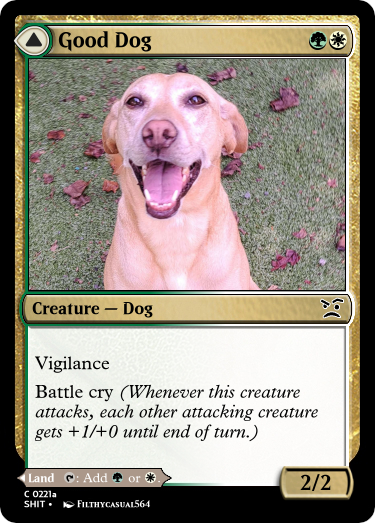 Good Dog
Creature — Dog
Vigilance
Battle cry (Whenever this creature
attacks, each other attacking creature
gets +1/+0 until end of turn.)
Land : Add or .
2/2
C 0221a
SHIT • Filthycasual564